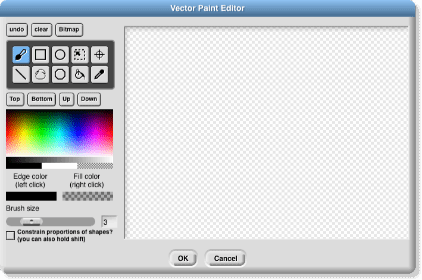 Vector Paint Editor
undo clear Bitmap
Top Bottom Up Down
Edge color Fill color
(left click) (right click)
Brush size
3
Constrain proportions of shapes?
(you can also hold shift)
OK Cancel